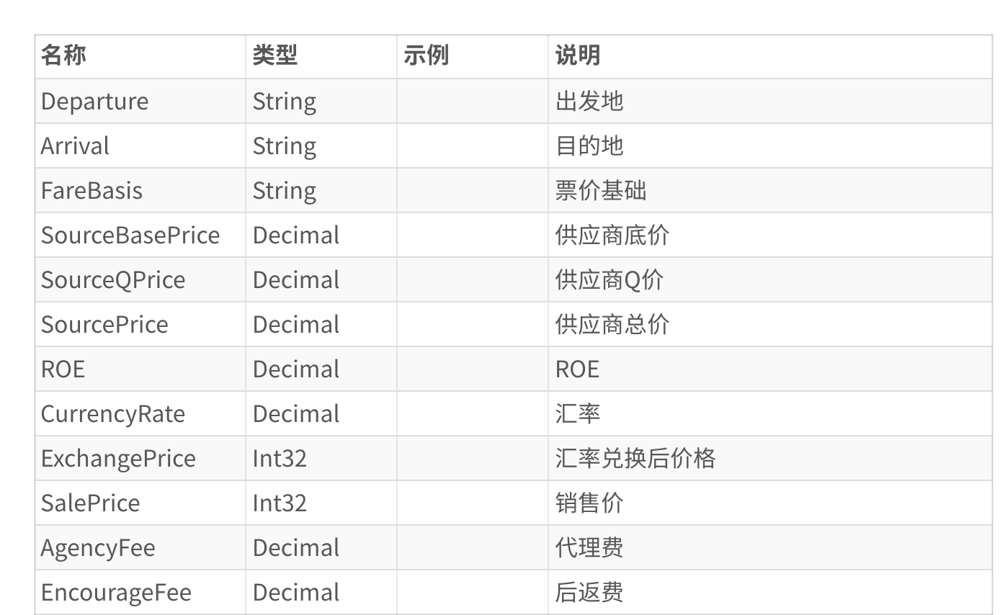 名称 类型 示例 说明
Departure String 出发地
Arrival String 目的地
FareBasis String 票价基础
SourceBasePrice Decimal 供应商底价
SourceQPrice Decimal 供应商Q价
SourcePrice Decimal 供应商总价
ROE Decimal ROE
CurrencyRate Decimal 汇率
ExchangePrice Int32 汇率兑换后价格
SalePrice Int32 销售价
AgencyFee Decimal 代理费
EncourageFee Decimal 后返费